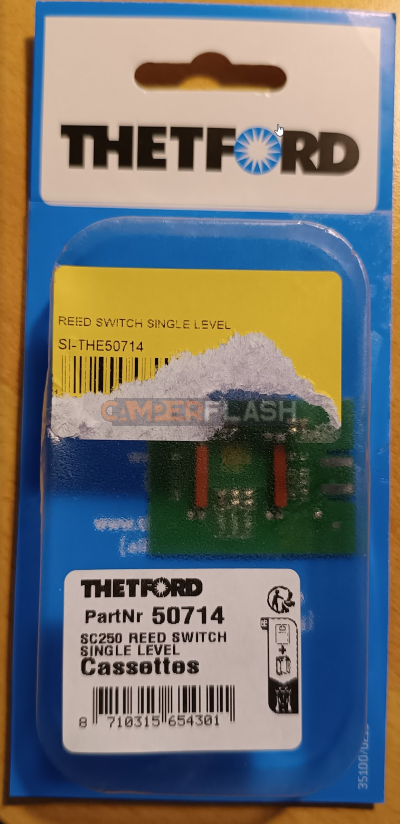 THETFORD
REED SWITCH SINGLE LEVEL
SI-THE50714
CAMPERFLASH
THETFORD
PartNr 50714
SC250 REED SWITCH
SINGLE LEVEL
Cassettes
8 710315 654301